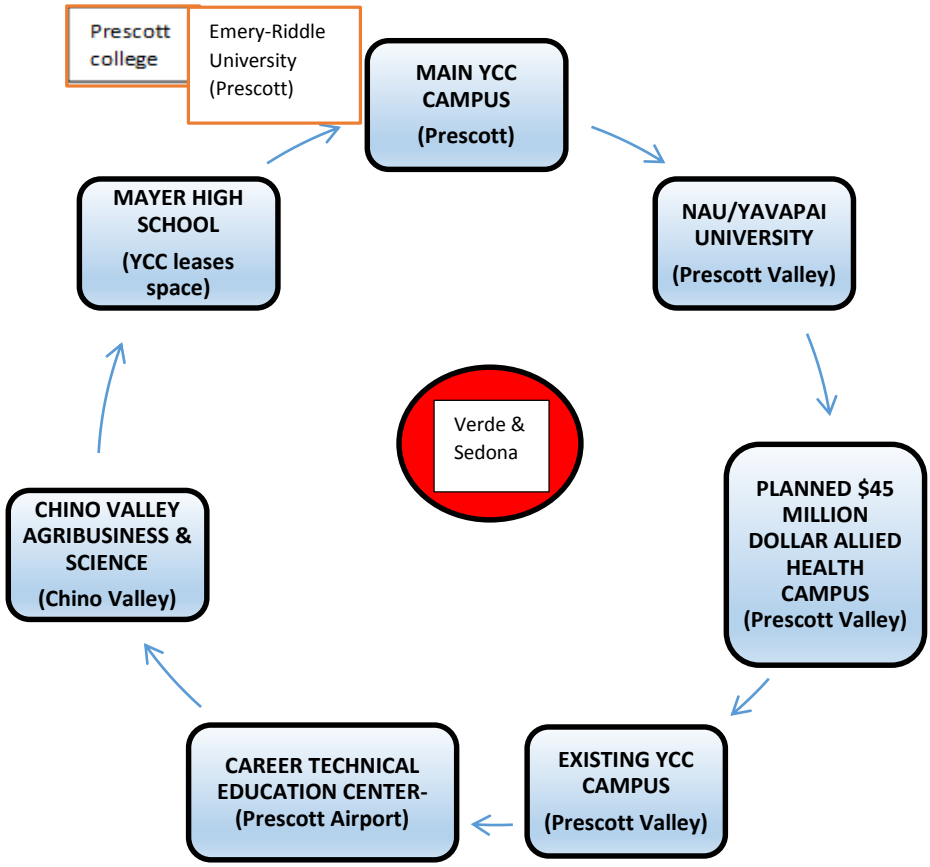 Prescott
college
Emery-Riddle
University
(Prescott)
MAIN YCC
CAMPUS
(Prescott)
NAU/YAVAPAI
UNIVERSITY
(Prescott Valley)
PLANNED $45
MILLION
DOLLAR ALLIED
HEALTH
CAMPUS
(Prescott Valley)
EXISTING YCC
CAMPUS
(Prescott Valley)
CAREER TECHNICAL
EDUCATION CENTER-
(Prescott Airport)
CHINO VALLEY
AGRIBUSINESS &
SCIENCE
(Chino Valley)
MAYER HIGH
SCHOOL
(YCC leases
space)
Verde &
Sedona